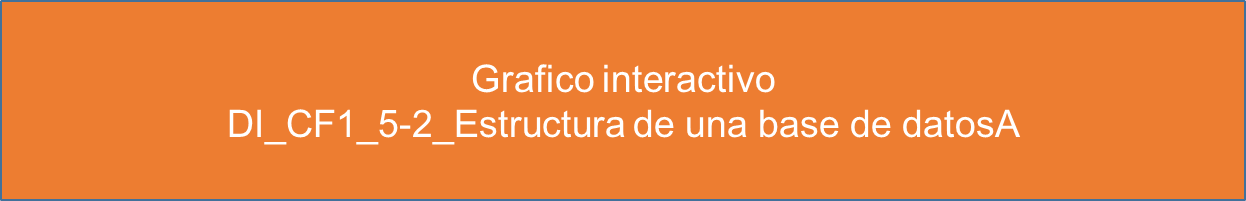 Grafico interactivo
DI_CF1_5-2_Estructura de una base de datosA